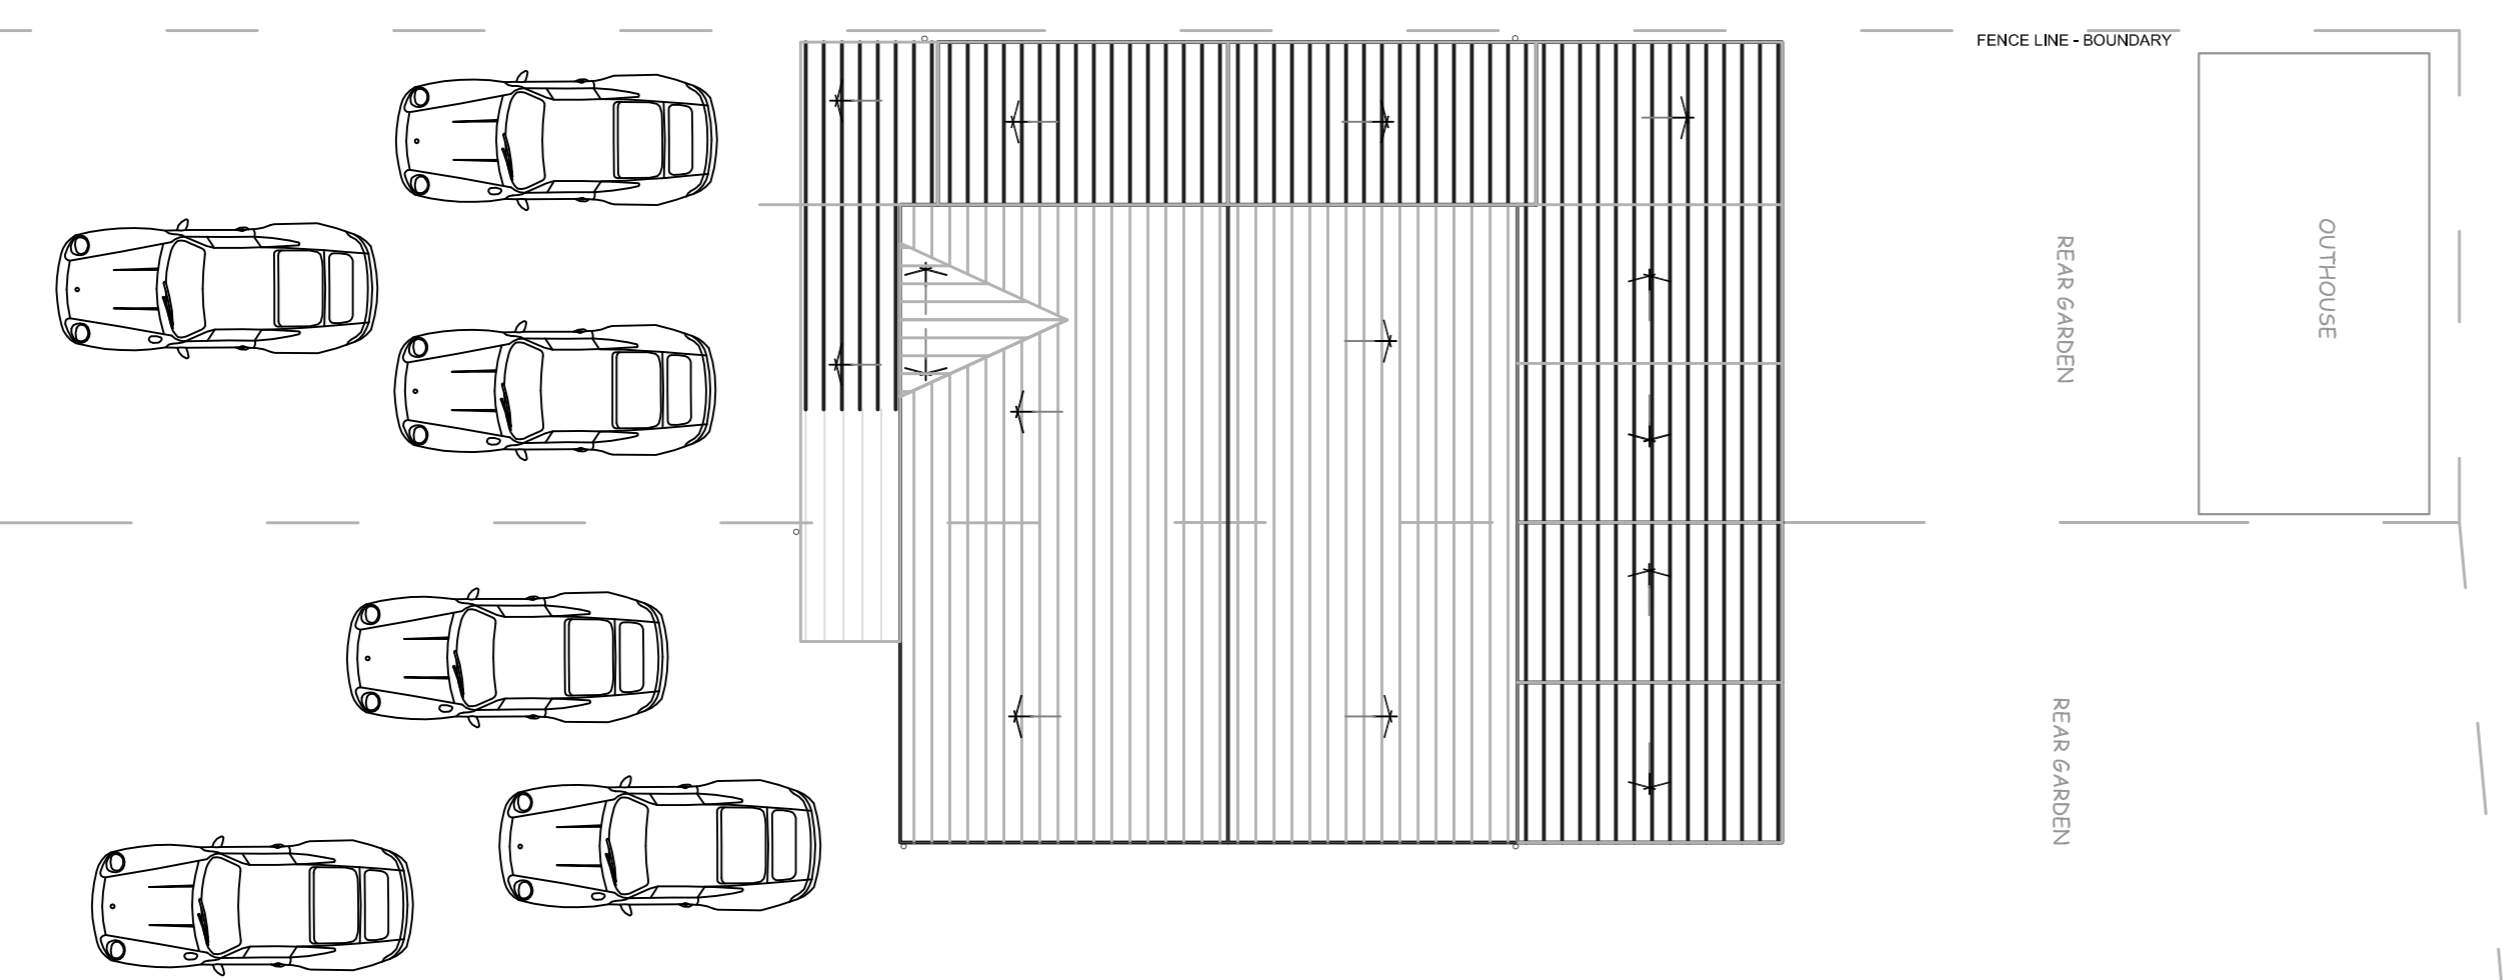 FENCE LINE - BOUNDARY
OUTHOUSE
REAR GARDEN
REAR GARDEN